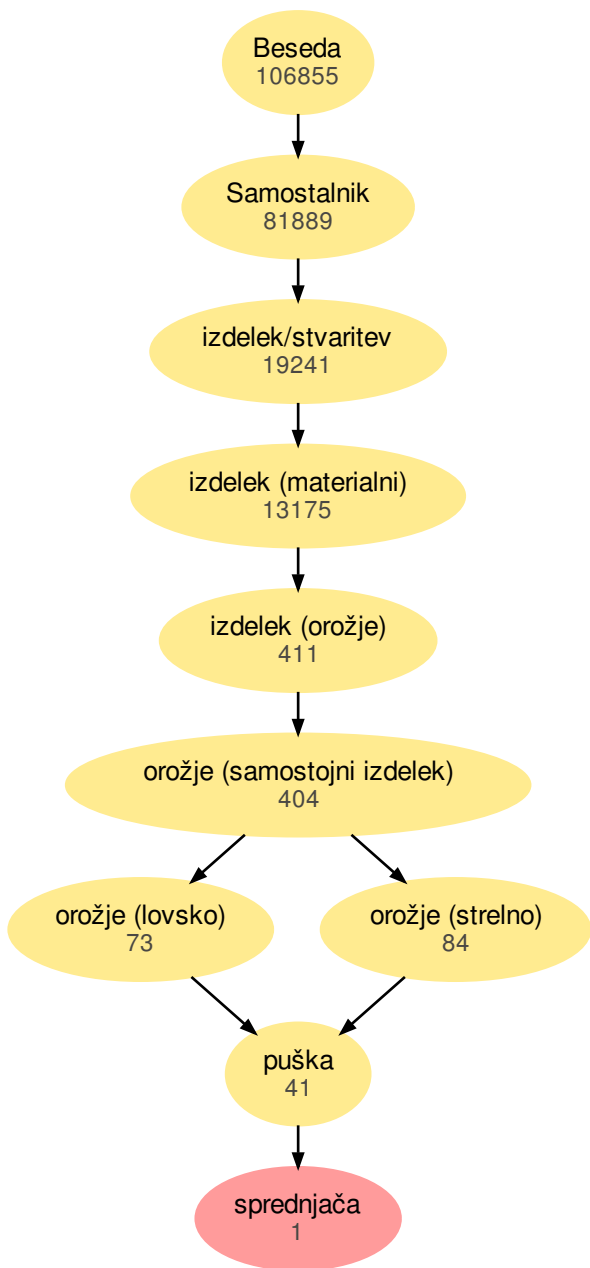 Beseda
106855
Samostalnik
81889
izdelek/stvaritev
19241
izdelek (materialni)
13175
izdelek (orožje)
411
orožje (samostojni izdelek)
404
orožje (lovsko)
73
orožje (strelno)
84
puška
41
sprednjača
1